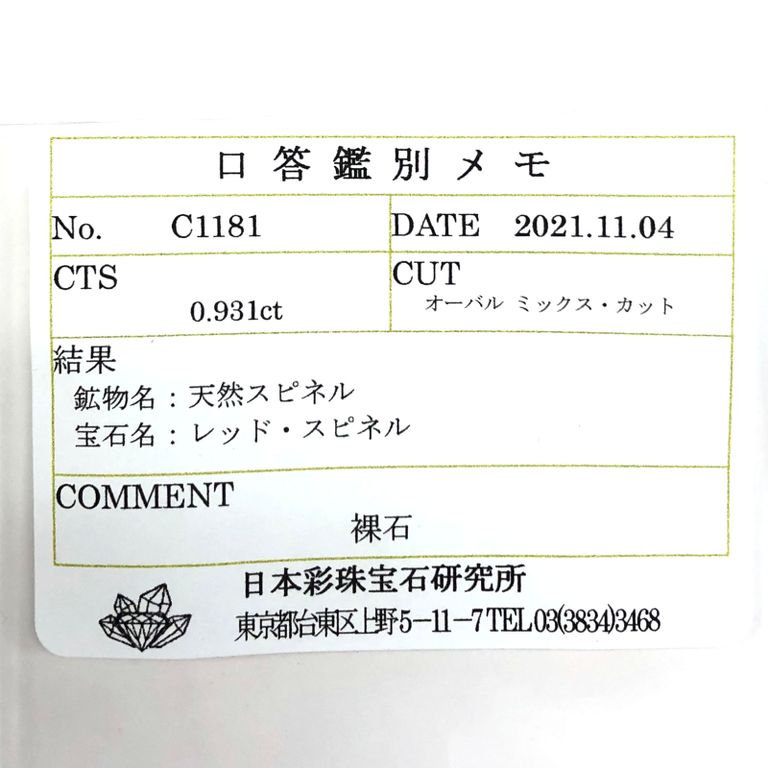 口答鑑別メモ
No. C1181 DATE 2021.11.04
CTS CUT
0.931ct オーバル ミックス・カット
結果
鉱物名：天然スピネル
宝石名：レッド・スピネル
COMMENT
裸石
日本彩珠宝石研究所
東京都台東区上野5－11－7 TEL03(3834)3468